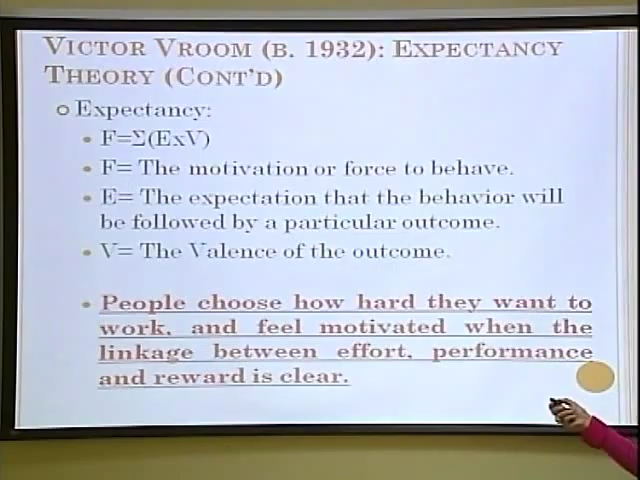 VICTOR VROOM (B. 1932): EXPECTANCY
THEORY (CONT'D)
Expectancy:
F=Σ(ExV)
F= The motivation or force to behave.
E= The expectation that the behavior will
be followed by a particular outcome.
V= The Valence of the outcome.
People choose how hard they want to
work, and feel motivated when the
linkage between effort, performance
and reward is clear.